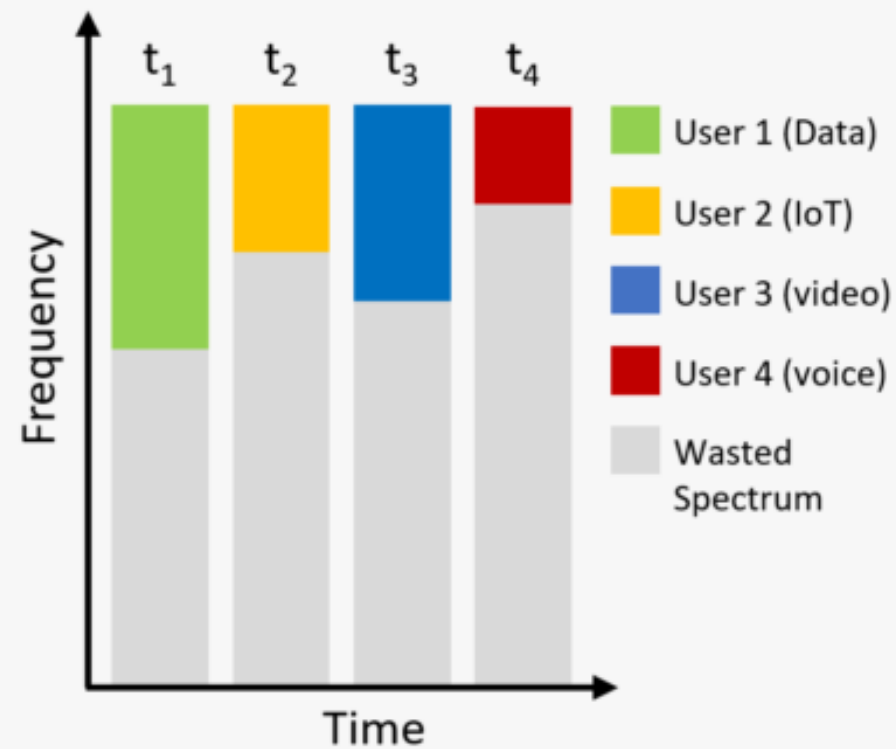 t₁ t₂ t₃ t₄
User 1 (Data)
User 2 (IoT)
User 3 (video)
User 4 (voice)
Wasted
Spectrum
Frequency
Time